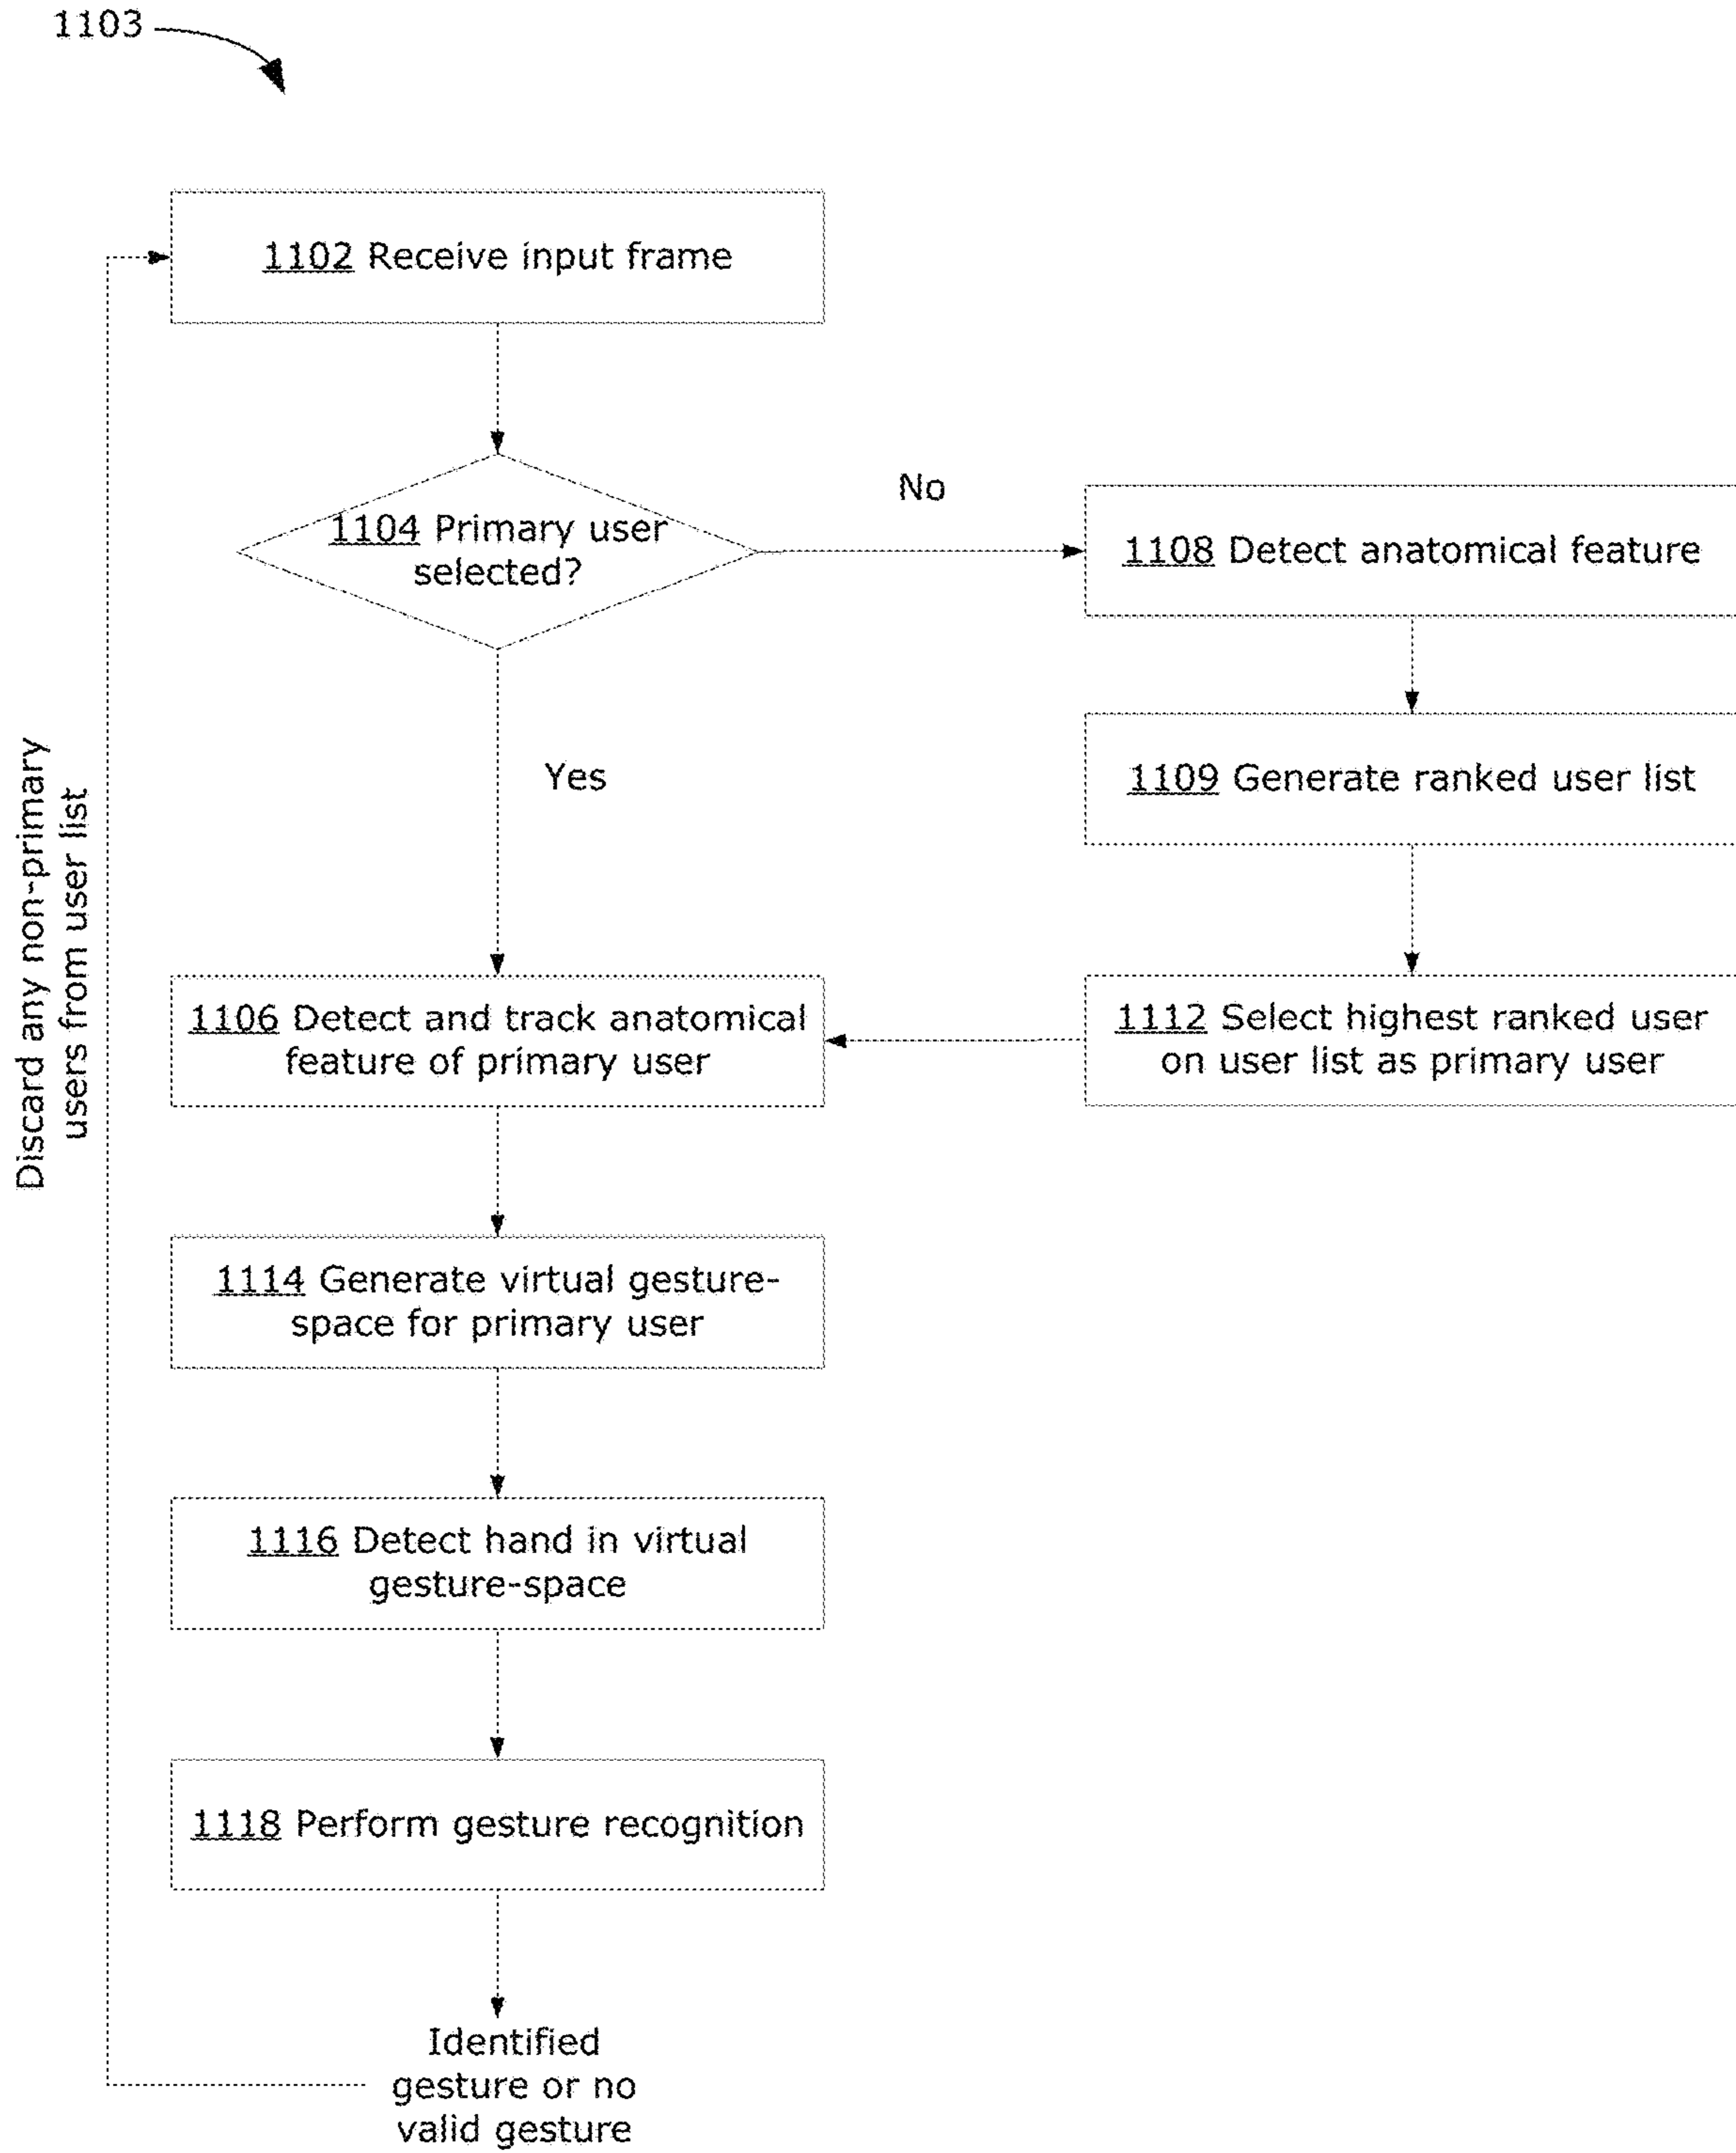 1103
1102 Receive input frame
1104 Primary user
selected?
No
1108 Detect anatomical feature
Yes
1109 Generate ranked user list
Discard any non-primary
users from user list
1106 Detect and track anatomical
feature of primary user
1112 Select highest ranked user
on user list as primary user
1114 Generate virtual gesture-
space for primary user
1116 Detect hand in virtual
gesture-space
1118 Perform gesture recognition
Identified
gesture or no
valid gesture